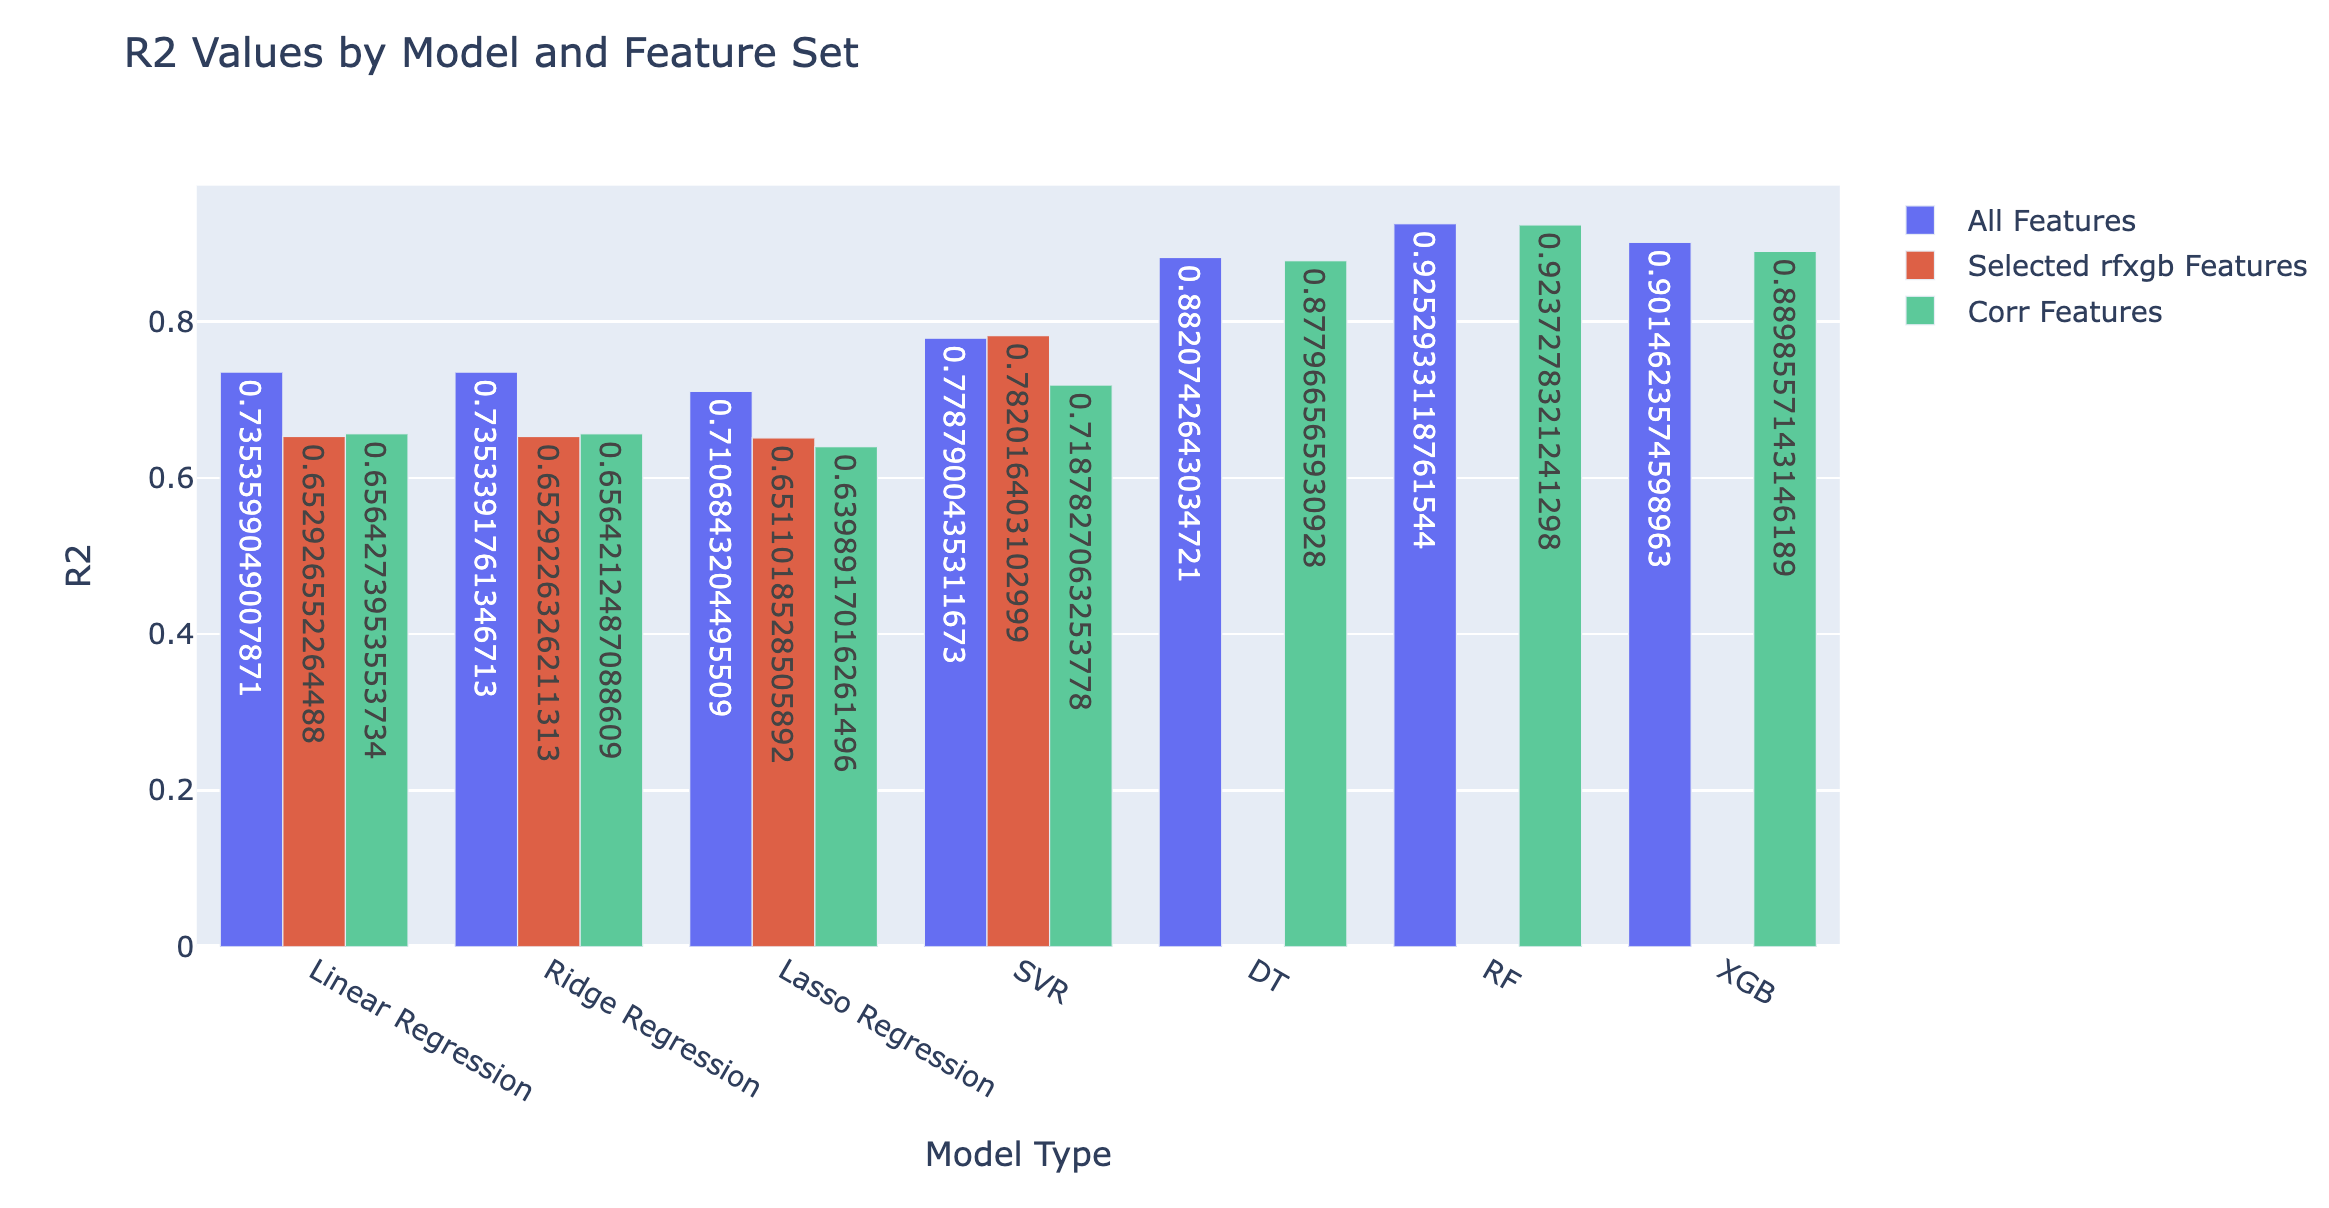 R2 Values by Model and Feature Set
All Features
Selected rfxgb Features
Corr Features
R2
0.8
0.6
0.4
0.2
0
0.7353599049007871
0.652926552264488
0.6564273953553734
0.7353391761346713
0.6529226326211313
0.6564212487088609
0.7106843204495509
0.6511018528505892
0.6398917016261496
0.7787900435311673
0.782016403102999
0.7187827063253778
0.8820742643034721
0.877966565930928
0.9252933118761544
0.9237278321241298
0.9014623574598963
0.8898557143146189
Linear Regression
Ridge Regression
Lasso Regression
SVR
DT
RF
XGB
Model Type